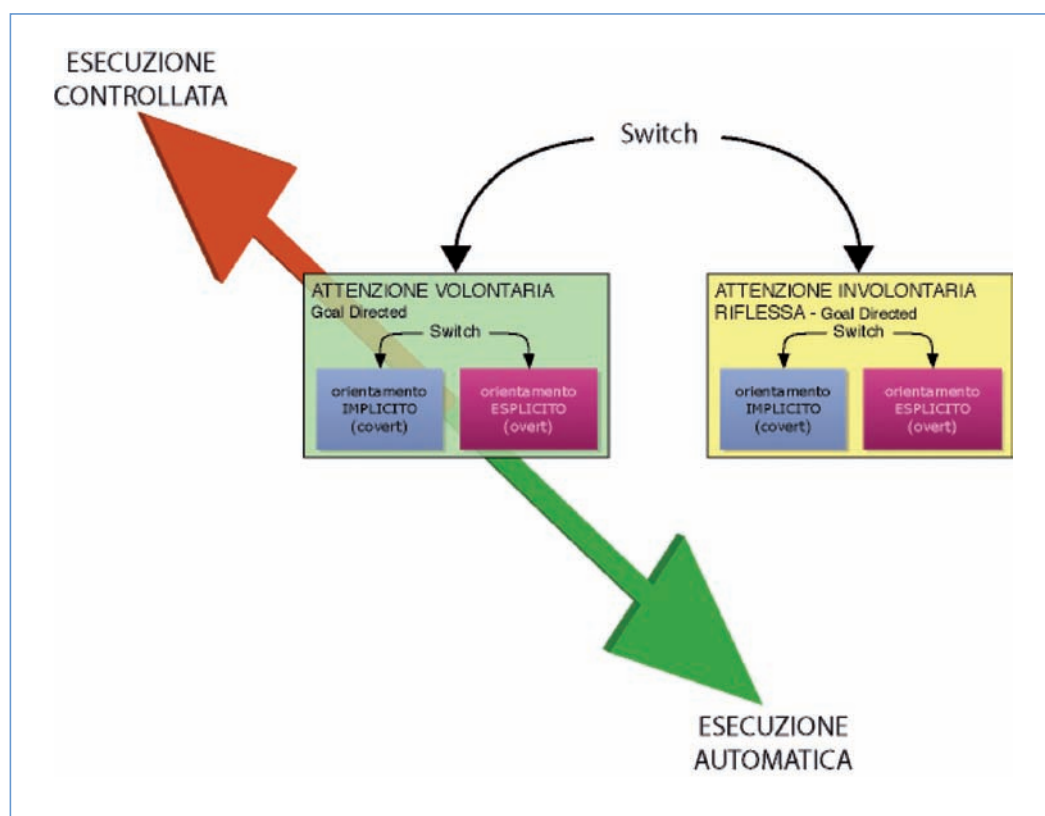 ESECUZIONE
CONTROLLATA
Switch
ATTENZIONE VOLONTARIA
Goal Directed
Switch
orientamento
IMPLICITO
(covert)
orientamento
ESPLICITO
(overt)
ATTENZIONE INVOLONTARIA
RIFLESSA - Goal Directed
Switch
orientamento
IMPLICITO
(covert)
orientamento
ESPLICITO
(overt)
ESECUZIONE
AUTOMATICA